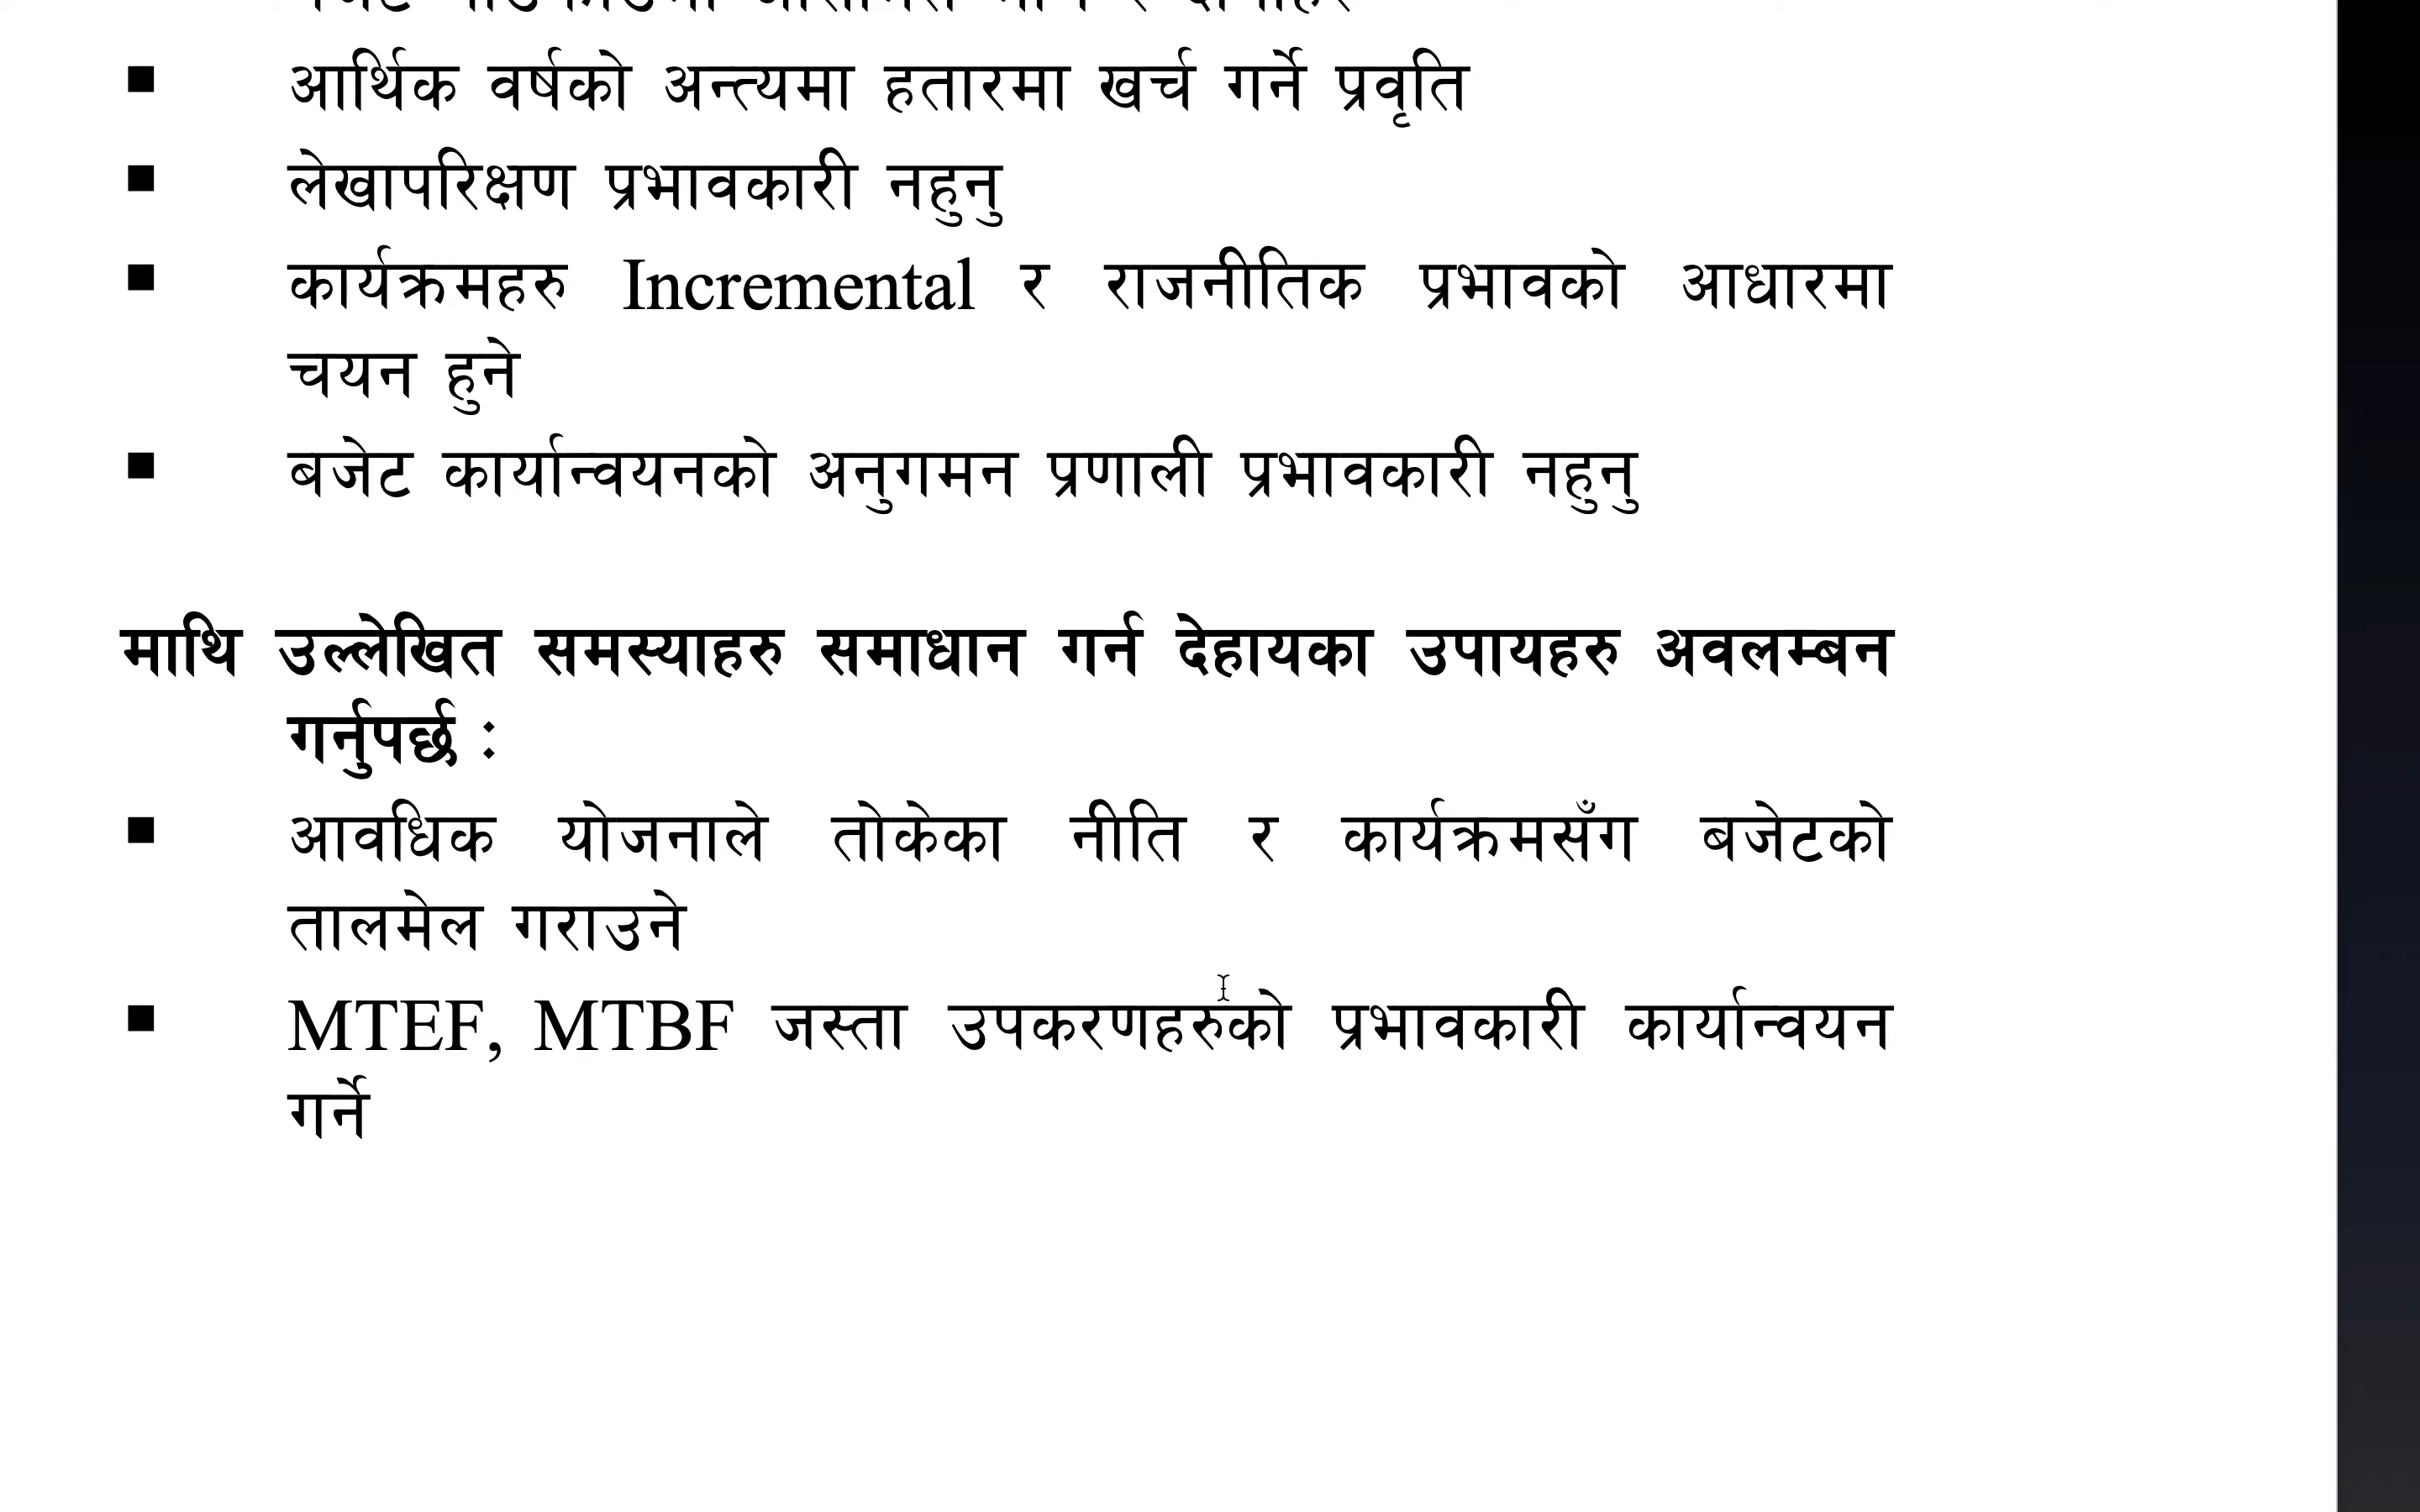 ■ आर्थिक वर्षको अन्त्यमा हतारमा खर्च गर्ने प्रवृति
■ लेखापरिक्षण प्रभावकारी नहुनु
■ कार्यक्रमहरु Incremental र राजनीतिक प्रभावको आधारमा
चयन हुने
■ बजेट कार्यान्वयनको अनुगमन प्रणाली प्रभावकारी नहुनु
माथि उल्लेखित समस्याहरु समाधान गर्न देहायका उपायहरु अवलम्बन
गर्नुपर्छ :
■ आवधिक योजनाले तोकेका नीति र कार्यक्रमसँग बजेटको
तालमेल गराउने
■ MTEF, MTBF जस्ता उपकरणहरुको प्रभावकारी कार्यान्वयन
गर्ने